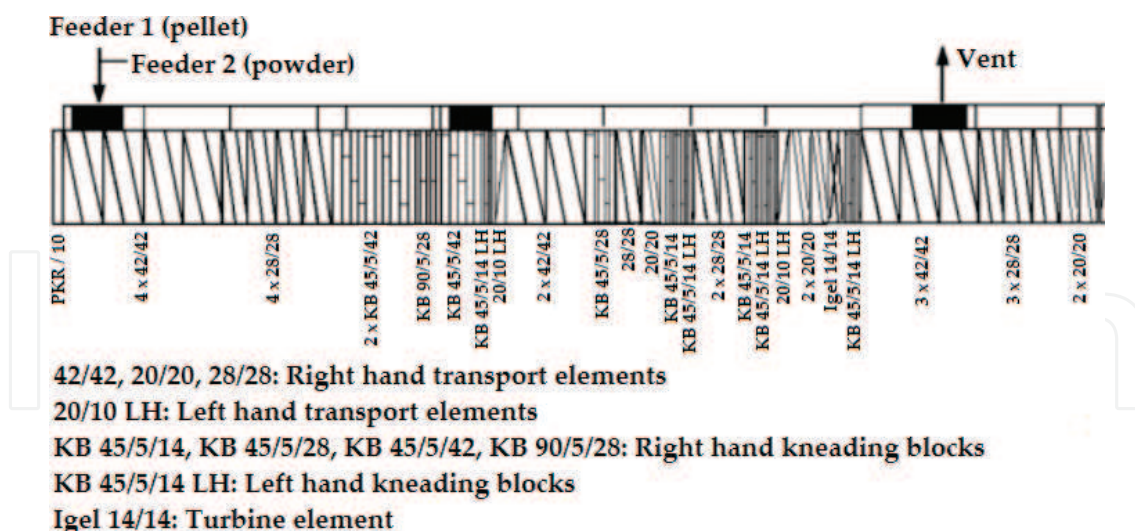 Feeder 1 (pellet)
Feeder 2 (powder)
Vent
PKR / 10
4 x 42/42
4 x 28/28
2 x KB 45/5/42
KB 90/5/28
KB 45/5/42
KB 45/5/14 LH
20/10 LH
2 x 42/42
KB 45/5/28
28/28
20/20
KB 45/5/14
KB 45/5/14 LH
2 x 28/28
KB 45/5/14
KB 45/5/14 LH
20/10 LH
2 x 20/20
Igel 14/14
KB 45/5/14 LH
3 x 42/42
3 x 28/28
2 x 20/20
42/42, 20/20, 28/28: Right hand transport elements
20/10 LH: Left hand transport elements
KB 45/5/14, KB 45/5/28, KB 45/5/42, KB 90/5/28: Right hand kneading blocks
KB 45/5/14 LH: Left hand kneading blocks
Igel 14/14: Turbine element